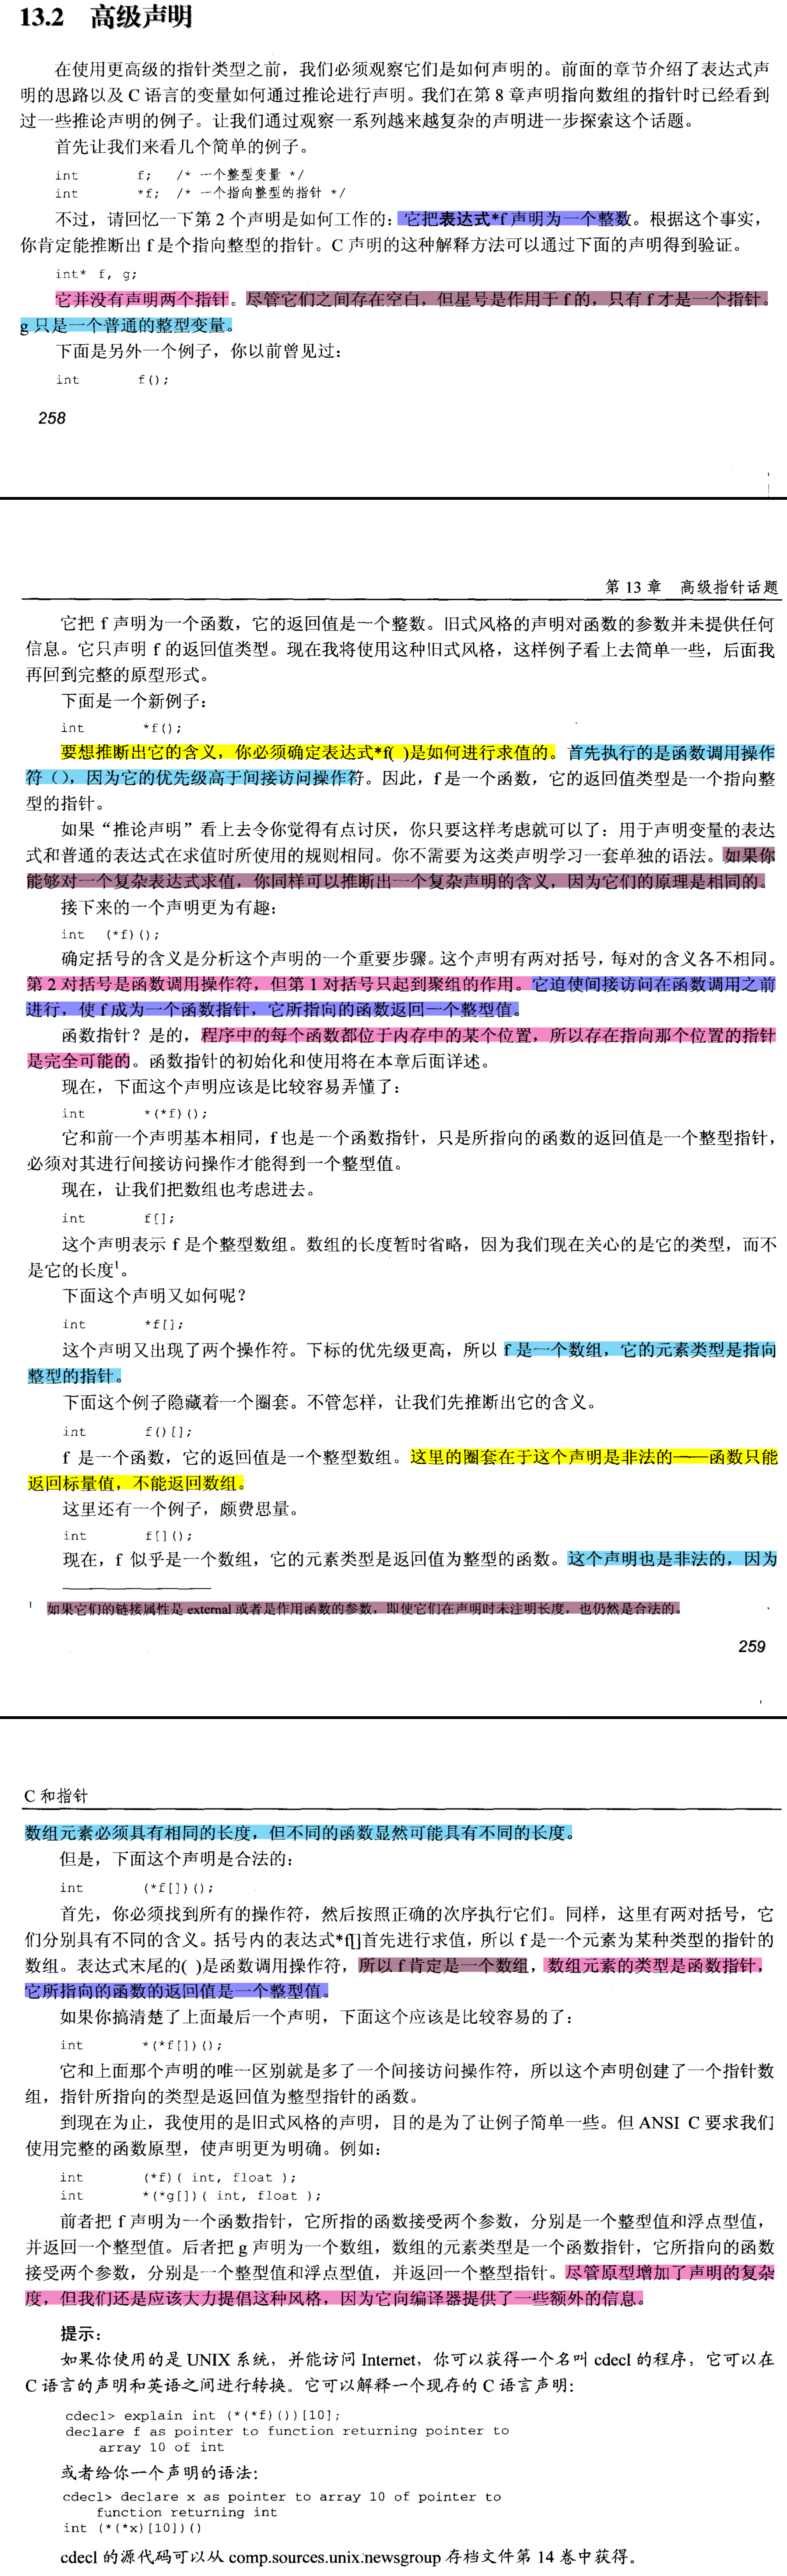 13.2 高级声明
在使用更高级的指针类型之前，我们必须观察它们是如何声明的。前面的章节介绍了表达式声
明的思路以及 C 语言的变量如何通过推论进行声明。我们在第 8 章声明指向数组的指针时已经看到
过一些推论声明的例子。让我们通过观察一系列越来越复杂的声明进一步探索这个话题。
首先让我们来看几个简单的例子。
int f; /* 一个整型变量 */
int *f; /* 一个指向整型的指针 */
不过，请回忆一下第 2 个声明是如何工作的：它把表达式*f 声明为一个整数。根据这个事实，
你肯定能推断出 f 是个指向整型的指针。C 声明的这种解释方法可以通过下面的声明得到验证。
int* f, g;
它并没有声明两个指针。尽管它们之间存在空白，但星号是作用于 f 的，只有 f 才是一个指针。
g 只是一个普通的整型变量。
下面是另外一个例子，你以前曾见过：
int f();
258
第 13 章 高级指针话题
它把 f 声明为一个函数，它的返回值是一个整数。旧式风格的声明对函数的参数并未提供任何
信息。它只声明 f 的返回值类型。现在我将使用这种旧式风格，这样例子看上去简单一些，后面我
再回到完整的原型形式。
下面是一个新例子：
int *f();
要想推断出它的含义，你必须确定表达式*f( )是如何进行求值的。首先执行的是函数调用操作
符（），因为它的优先级高于间接访问操作符。因此，f 是一个函数，它的返回值类型是一个指向整
型的指针。
如果“推论声明”看上去令你觉得有点讨厌，你只要这样考虑就可以了：用于声明变量的表达
式和普通的表达式在求值时所使用的规则相同。你不需要为这类声明学习一套单独的语法。如果你
能够对一个复杂表达式求值，你同样可以推断出一个复杂声明的含义，因为它们的原理是相同的。
接下来的一个声明更为有趣：
int (*f)();
确定括号的含义是分析这个声明的一个重要步骤。这个声明有两对括号，每对的含义各不相同。
第 2 对括号是函数调用操作符，但第 1 对括号只起到聚组的作用。它迫使间接访问在函数调用之前
进行，使 f 成为一个函数指针，它所指向的函数返回一个整型值。
函数指针？是的，程序中的每个函数都位于内存中的某个位置，所以存在指向那个位置的指针
是完全可能的。函数指针的初始化和使用将在本章后面详述。
现在，下面这个声明应该是比较容易弄懂了：
int *(*f)();
它和前一个声明基本相同，f 也是一个函数指针，只是所指向的函数的返回值是一个整型指针，
必须对其进行间接访问操作才能得到一个整型值。
现在，让我们把数组也考虑进去。
int f[];
这个声明表示 f 是个整型数组。数组的长度暂时省略，因为我们现在关心的是它的类型，而不
是它的长度1。
下面这个声明又如何呢？
int *f[];
这个声明又出现了两个操作符。下标的优先级更高，所以 f 是一个数组，它的元素类型是指向
整型的指针。
下面这个例子隐藏着一个圈套。不管怎样，让我们先推断出它的含义。
int f()[];
f 是一个函数，它的返回值是一个整型数组。这里的圈套在于这个声明是非法的——函数只能
返回标量值，不能返回数组。
这里还有一个例子，颇费思量。
int f[]();
现在，f 似乎是一个数组，它的元素类型是返回值为整型的函数。这个声明也是非法的，因为
1 如果它们的链接属性是 external 或者是作用函数的参数，即使它们在声明时未注明长度，也仍然是合法的。
259
C 和指针
数组元素必须具有相同的长度，但不同的函数显然可能具有不同的长度。
但是，下面这个声明是合法的：
int (*f[])();
首先，你必须找到所有的操作符，然后按照正确的次序执行它们。同样，这里有两对括号，它
们分别具有不同的含义。括号内的表达式*f[]首先进行求值，所以 f 是一个元素为某种类型的指针的
数组。表达式末尾的( )是函数调用操作符，所以 f 肯定是一个数组，数组元素的类型是函数指针，
它所指向的函数的返回值是一个整型值。
如果你搞清楚了上面最后一个声明，下面这个应该是比较容易的了：
int *(*f[])();
它和上面那个声明的唯一区别就是多了一个间接访问操作符，所以这个声明创建了一个指针数
组，指针所指向的类型是返回值为整型指针的函数。
到现在为止，我使用的是旧式风格的声明，目的是为了让例子简单一些。但 ANSI C 要求我们
使用完整的函数原型，使声明更为明确。例如：
int (*f)( int, float );
int *(*g[])( int, float );
前者把 f 声明为一个函数指针，它所指的函数接受两个参数，分别是一个整型值和浮点型值，
并返回一个整型值。后者把 g 声明为一个数组，数组的元素类型是一个函数指针，它所指向的函数
接受两个参数，分别是一个整型值和浮点型值，并返回一个整型指针。尽管原型增加了声明的复杂
度，但我们还是应该大力提倡这种风格，因为它向编译器提供了一些额外的信息。
提示：
如果你使用的是 UNIX 系统，并能访问 Internet，你可以获得一个名叫 cdecl 的程序，它可以在
C 语言的声明和英语之间进行转换。它可以解释一个现存的 C 语言声明：
cdecl> explain int (*(*f)())[10];
declare f as pointer to function returning pointer to
array 10 of int
或者给你一个声明的语法：
cdecl> declare x as pointer to array 10 of pointer to
function returning int
int (*(*x)[10])()
cdecl 的源代码可以从 comp.sources.unix.newsgroup 存档文件第 14 卷中获得。